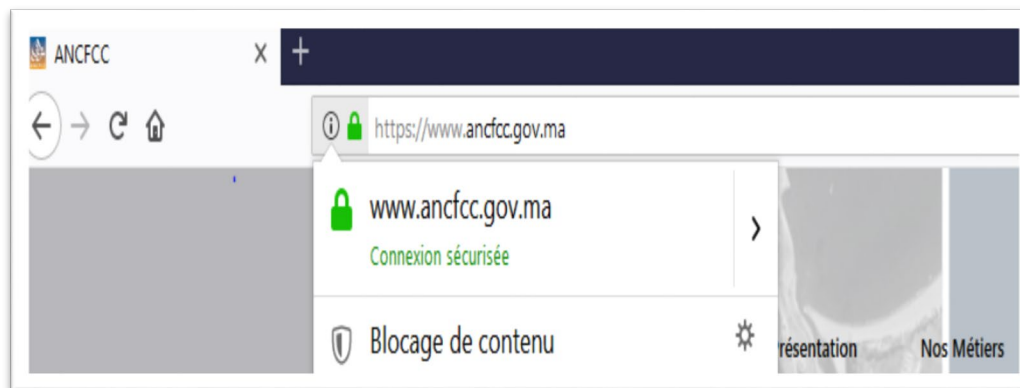 ANCFCC
https://www.ancfcc.gov.ma
www.ancfcc.gov.ma
Connexion sécurisée
Blocage de contenu
résentation Nos Métiers